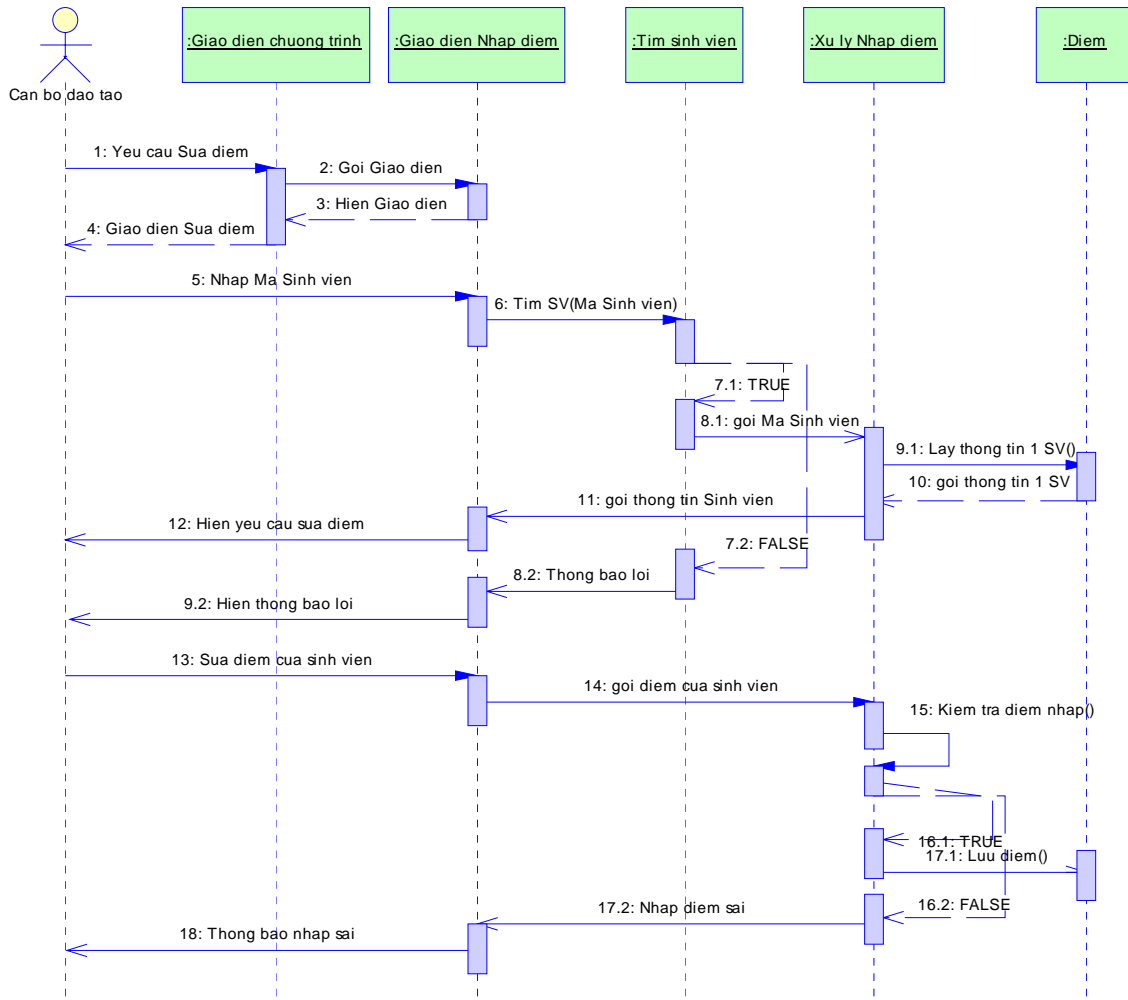 :Giao dien chuong trinh
:Giao dien Nhap diem
:Tim sinh vien
:Xu ly Nhap diem
:Diem
Can bo dao tao
1: Yeu cau Sua diem
2: Goi Giao dien
3: Hien Giao dien
4: Giao dien Sua diem
5: Nhap Ma Sinh vien
6: Tim SV(Ma Sinh vien)
7.1: TRUE
8.1: goi Ma Sinh vien
9.1: Lay thong tin 1 SV()
10: goi thong tin 1 SV
11: goi thong tin Sinh vien
12: Hien yeu cau sua diem
7.2: FALSE
8.2: Thong bao loi
9.2: Hien thong bao loi
13: Sua diem cua sinh vien
14: goi diem cua sinh vien
15: Kiem tra diem nhap()
16.1: TRUE
17.1: Luu diem()
16.2: FALSE
17.2: Nhap diem sai
18: Thong bao nhap sai